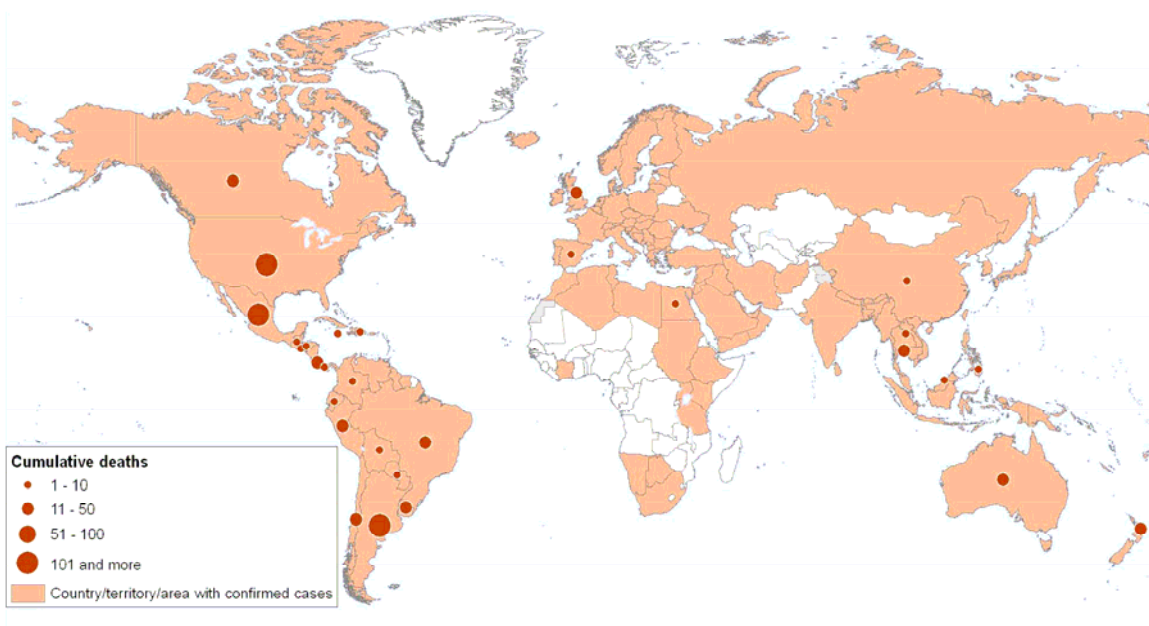 Cumulative deaths
1 - 10
11 - 50
51 - 100
101 and more
Country/territory/area with confirmed cases